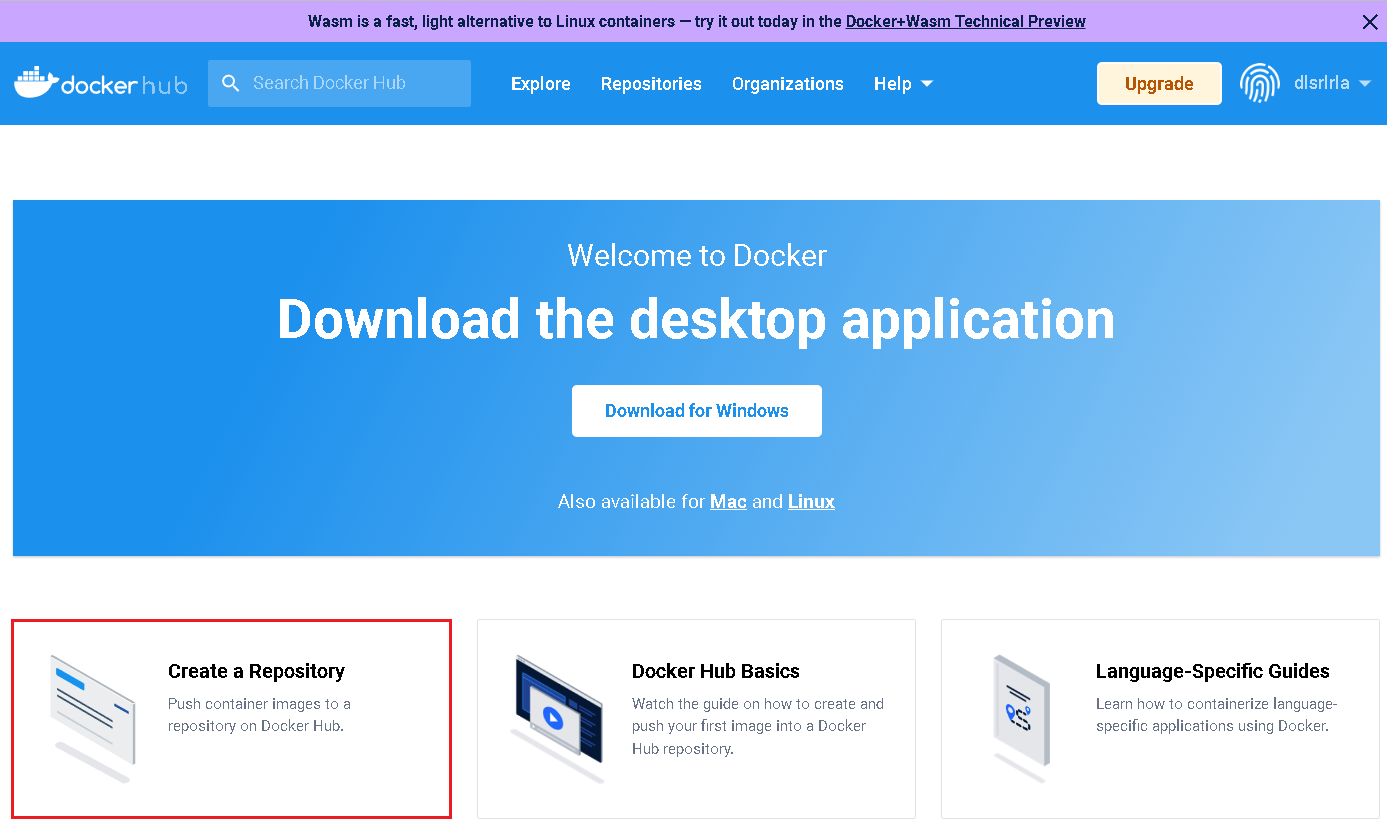 Wasm is a fast, light alternative to Linux containers — try it out today in the Docker+Wasm Technical Preview
docker hub
Search Docker Hub
Explore
Repositories
Organizations
Help
Upgrade
dlsrlrla
Welcome to Docker
Download the desktop application
Download for Windows
Also available for Mac and Linux
Create a Repository
Push container images to a
repository on Docker Hub.
Docker Hub Basics
Watch the guide on how to create and
push your first image into a Docker
Hub repository.
Language-Specific Guides
Learn how to containerize language-
specific applications using Docker.